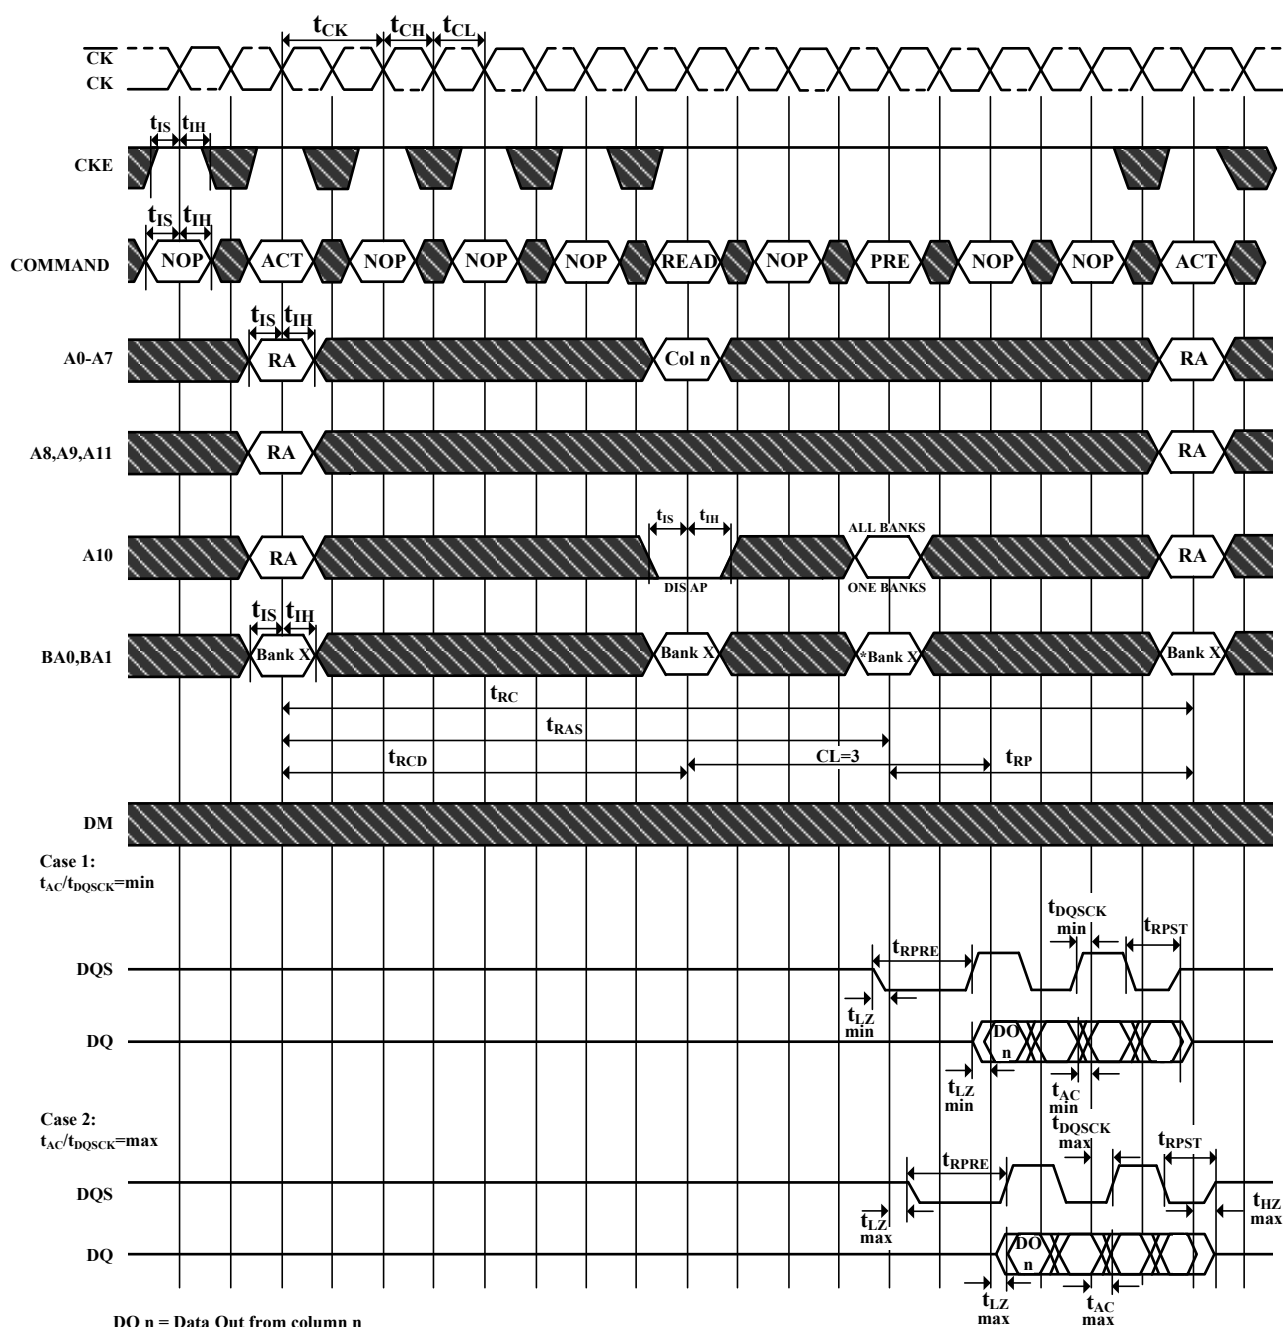 tCK tCH tCL
CK
CK
tIS tIH
CKE
tIS tIH
COMMAND NOP ACT NOP NOP NOP READ NOP PRE NOP NOP ACT
tIS tIH
A0-A7 RA Col n RA
A8,A9,A11 RA RA
tIS tIH ALL BANKS
A10 RA RA
DIS AP ONE BANKS
tIS tIH
BA0,BA1 Bank X Bank X *Bank X Bank X
tRC
tRAS
tRCD CL=3 tRP
DM
Case 1:
tAC/tDQSCK=min
tDQSCK
min
tRPST
tRPRE
DQS
tLZ
min
DQ DO
n
tLZ
min
tAC
min
Case 2:
tAC/tDQSCK=max
tDQSCK
max
tRPST
tRPRE
DQS
tLZ
max
tHZ
max
DQ DO
n
tLZ
max
tAC
max
DO n = Data Out from column n